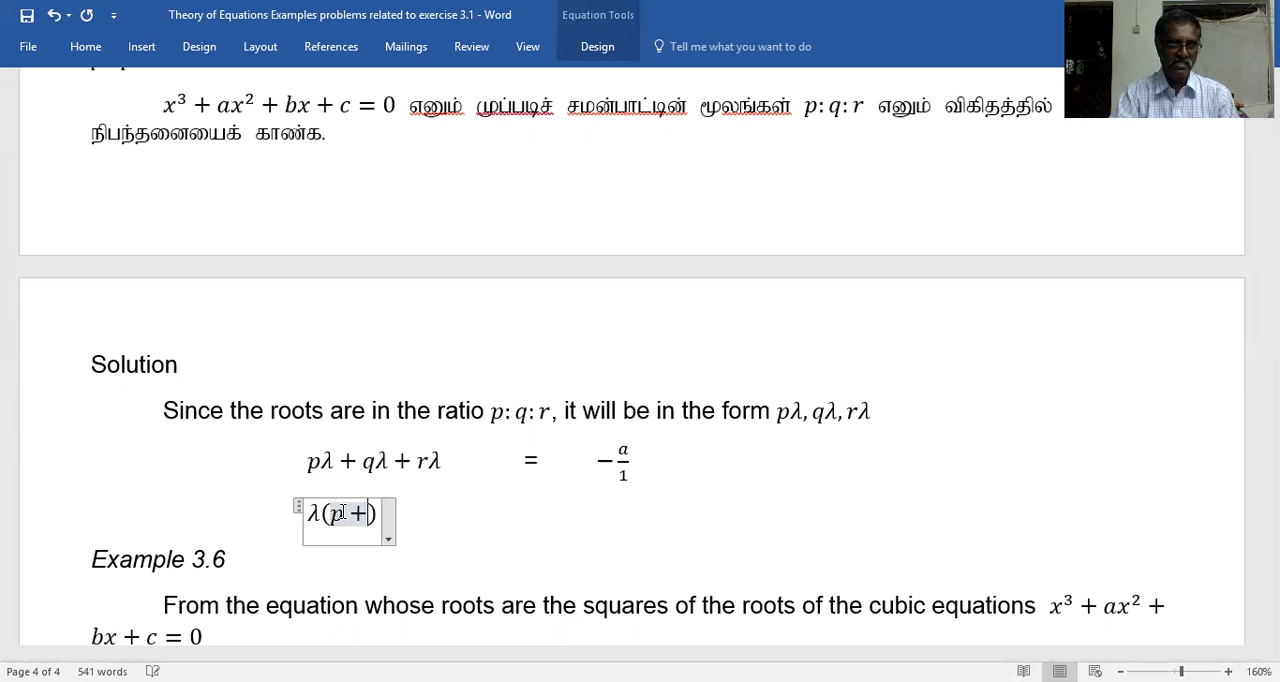 Theory of Equations Examples problems related to exercise 3.1 - Word
Equation Tools
File Home Insert Design Layout References Mailings Review View Design Tell me what you want to do
x³ + ax² + bx + c = 0 எனும் முப்படிச் சமன்பாட்டின் மூலங்கள் p: q: r எனும் விகிதத்தில்
நிபந்தனையைக் காண்க.
Solution
Since the roots are in the ratio p: q: r, it will be in the form pλ, qλ, rλ
pλ + qλ + rλ = −a/1
λ(p +)
Example 3.6
From the equation whose roots are the squares of the roots of the cubic equations x³ + ax² +
bx + c = 0
Page 4 of 4 541 words 160%